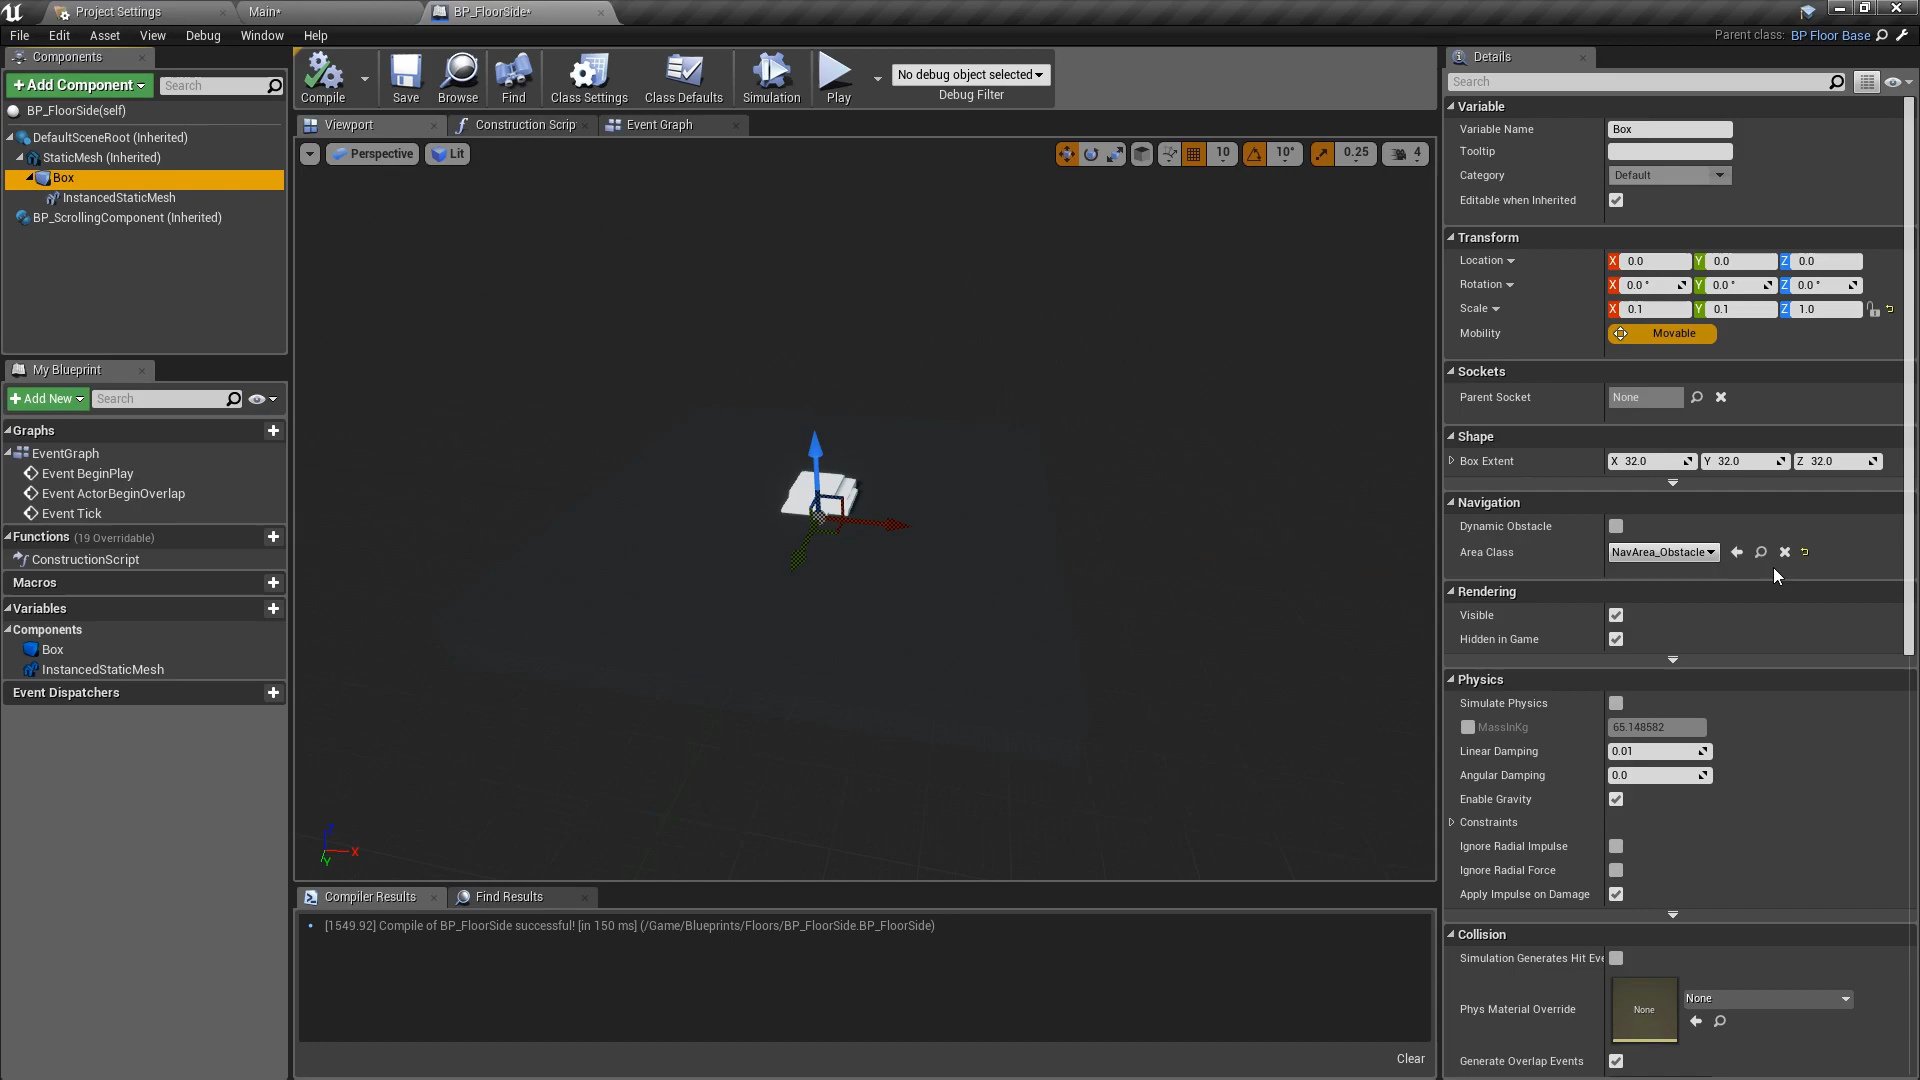 Project Settings
Main*
BP_FloorSide*
File Edit Asset View Debug Window Help
Parent class: BP Floor Base
Components
+ Add Component
Search
BP_FloorSide(self)
DefaultSceneRoot (Inherited)
StaticMesh (Inherited)
Box
InstancedStaticMesh
BP_ScrollingComponent (Inherited)
My Blueprint
+ Add New
Search
Graphs
EventGraph
Event BeginPlay
Event ActorBeginOverlap
Event Tick
Functions (19 Overridable)
ConstructionScript
Macros
Variables
Components
Box
InstancedStaticMesh
Event Dispatchers
Compile
Save
Browse
Find
Class Settings
Class Defaults
Simulation
Play
No debug object selected
Debug Filter
Viewport
Construction Scrip
Event Graph
Perspective
Lit
10
10°
0.25
4
Z
X
Y
Compiler Results
Find Results
[1549.92] Compile of BP_FloorSide successful! [in 150 ms] (/Game/Blueprints/Floors/BP_FloorSide.BP_FloorSide)
Clear
Details
Search
Variable
Variable Name Box
Tooltip
Category Default
Editable when Inherited
Transform
Location X 0.0 Y 0.0 Z 0.0
Rotation X 0.0 ° Y 0.0 ° Z 0.0 °
Scale X 0.1 Y 0.1 Z 1.0
Mobility Movable
Sockets
Parent Socket None
Shape
Box Extent X 32.0 Y 32.0 Z 32.0
Navigation
Dynamic Obstacle
Area Class NavArea_Obstacle
Rendering
Visible
Hidden in Game
Physics
Simulate Physics
MassInKg 65.148582
Linear Damping 0.01
Angular Damping 0.0
Enable Gravity
Constraints
Ignore Radial Impulse
Ignore Radial Force
Apply Impulse on Damage
Collision
Simulation Generates Hit Eve
None
None
Phys Material Override
Generate Overlap Events